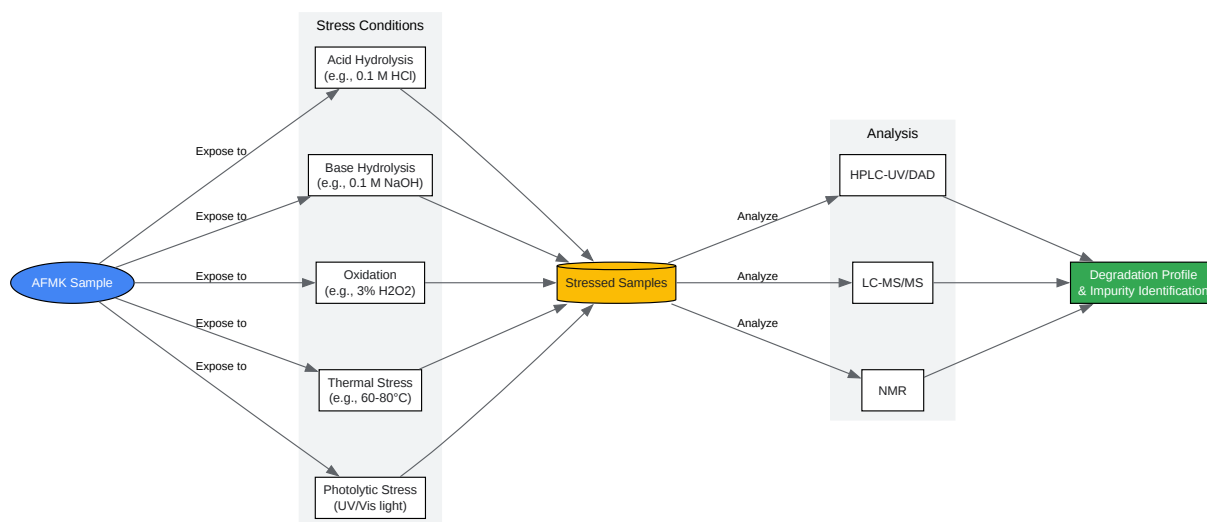 Stress Conditions
Acid Hydrolysis
(e.g., 0.1 M HCl)
Expose to
Base Hydrolysis
(e.g., 0.1 M NaOH)
Expose to
AFMK Sample
Expose to
Oxidation
(e.g., 3% H2O2)
Expose to
Thermal Stress
(e.g., 60-80°C)
Expose to
Photolytic Stress
(UV/Vis light)
Stressed Samples
Analyze
Analyze
Analyze
Analysis
HPLC-UV/DAD
LC-MS/MS
NMR
Degradation Profile
& Impurity Identification